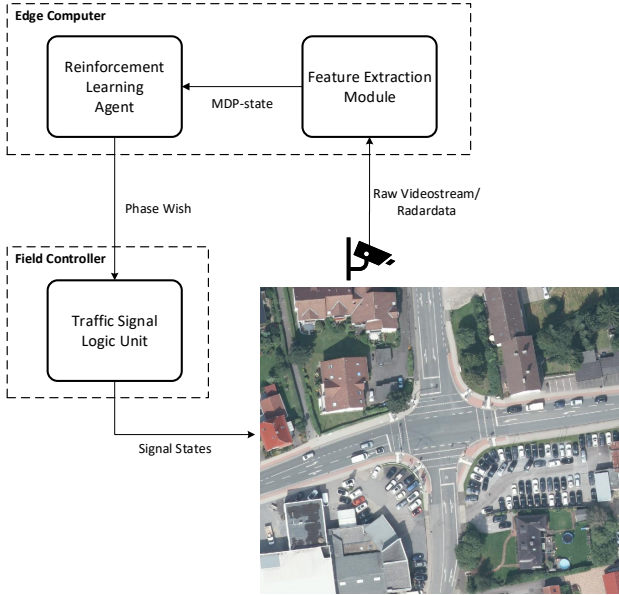 Edge Computer
Reinforcement
Learning
Agent
Feature Extraction
Module
MDP-state
Phase Wish
Raw Videostream/
Radardata
Field Controller
Traffic Signal
Logic Unit
Signal States